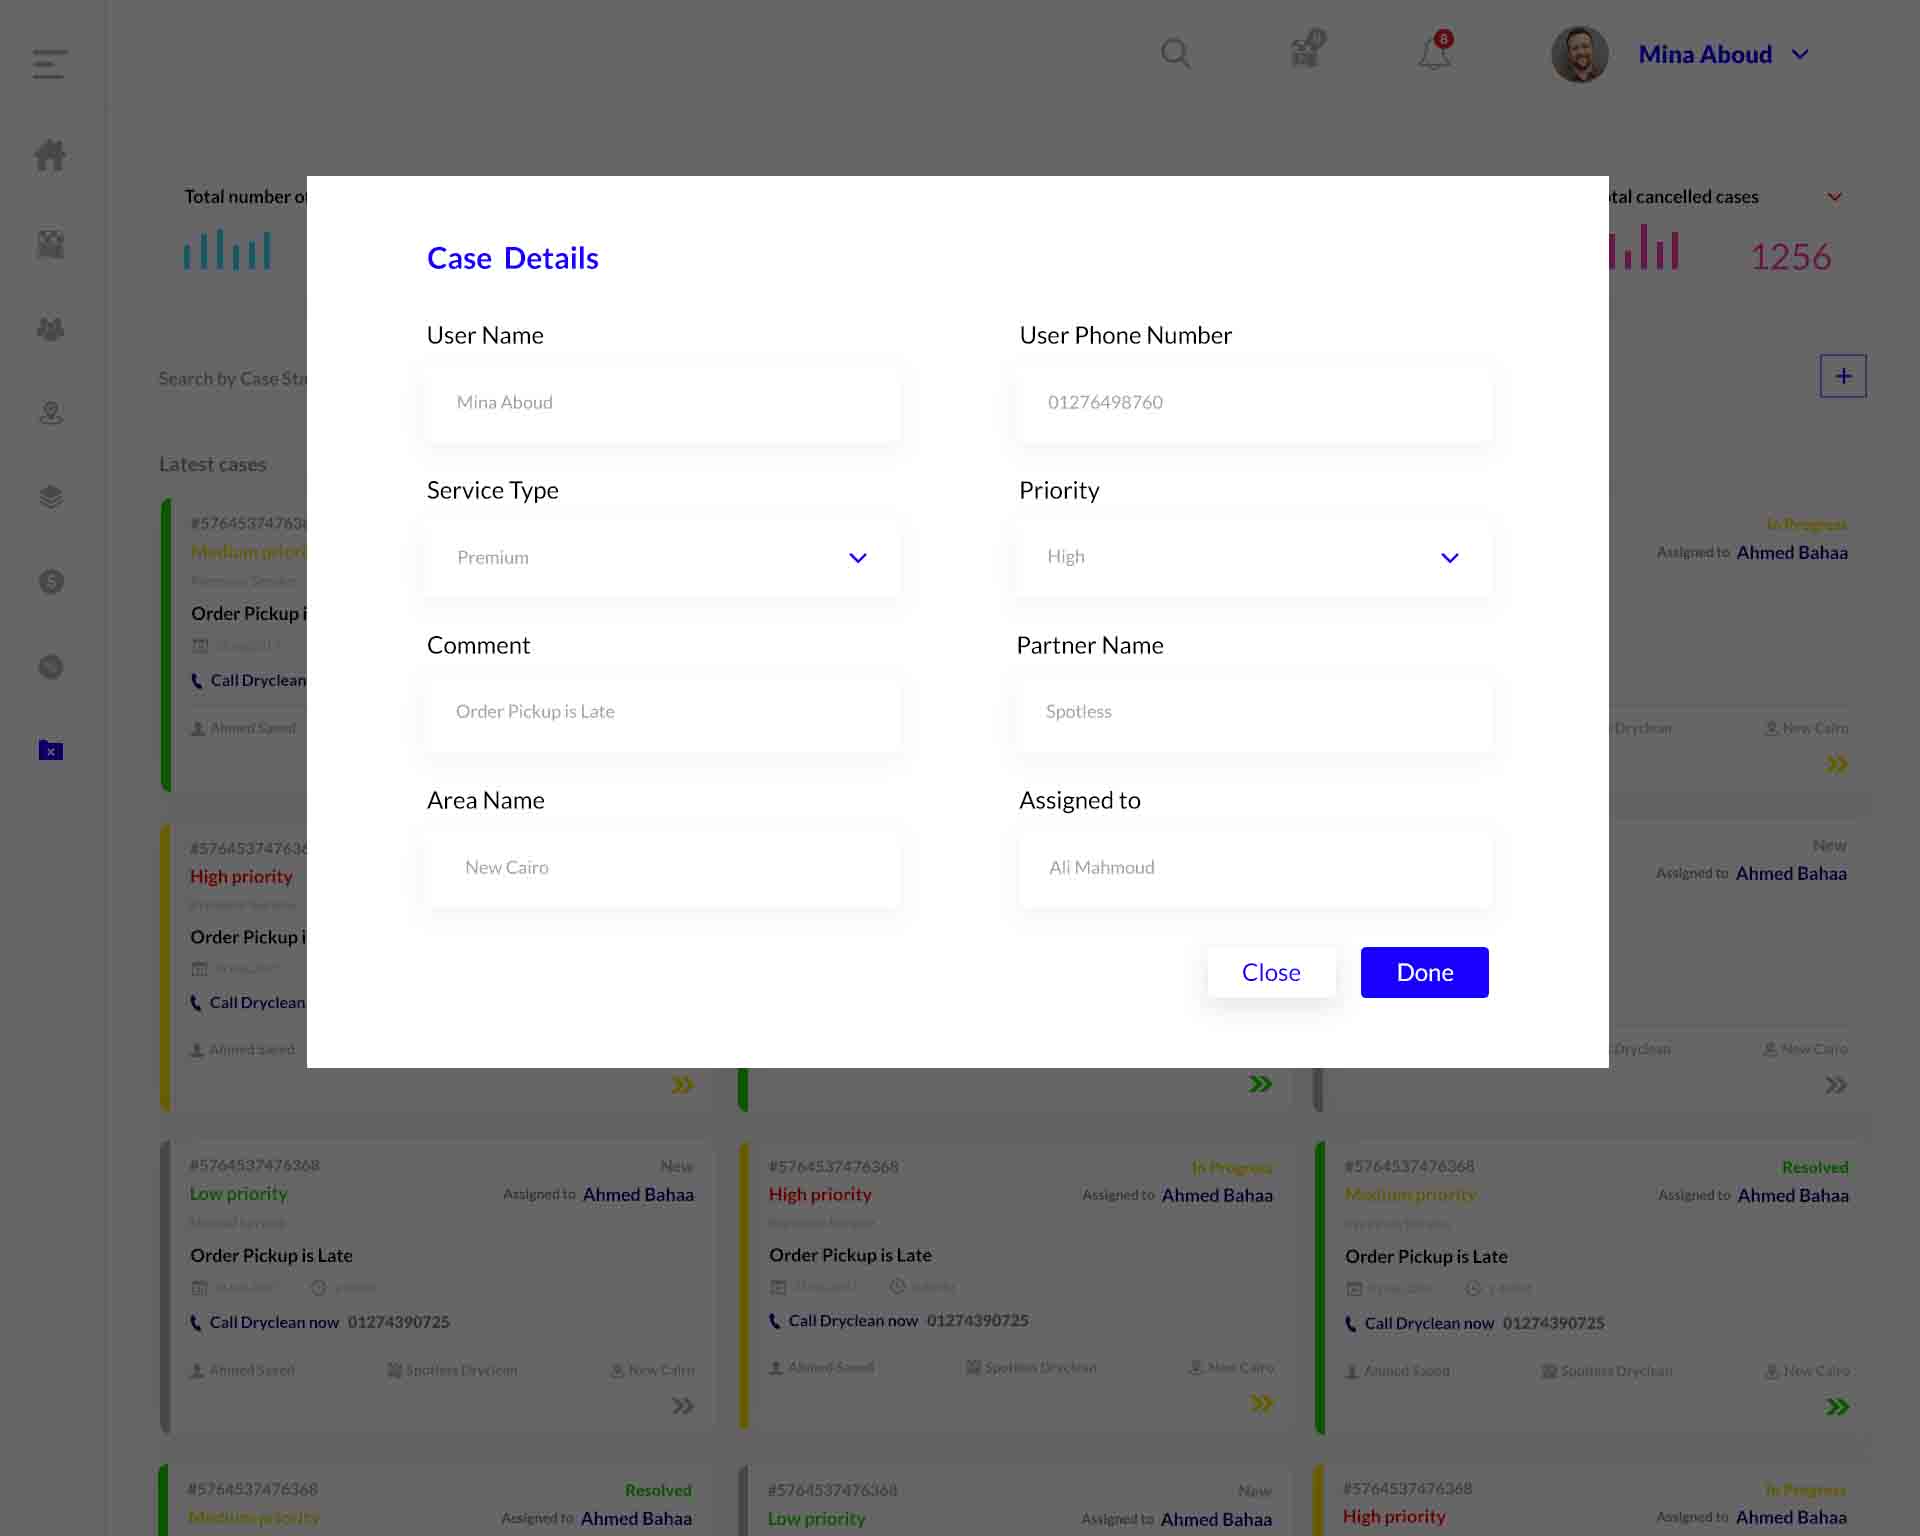 8
Mina Aboud
Total number of
tal cancelled cases
1256
Case Details
User Name
User Phone Number
Mina Aboud
01276498760
Search by Case Sta
+
Service Type
Priority
Premium
High
Latest cases
#5764537476368
In Progress
Medium priori
Assigned to Ahmed Bahaa
Premium Service
Order Pickup i
Call Dryclean
Comment
Partner Name
Order Pickup is Late
Spotless
Ahmed Saeed
Dryclean
New Cairo
Area Name
Assigned to
New Cairo
Ali Mahmoud
#576453747636
New
High priority
Assigned to Ahmed Bahaa
Premium Service
Order Pickup i
Call Dryclean
Close
Done
Ahmed Saeed
Dryclean
New Cairo
#5764537476368
New
Low priority
Assigned to Ahmed Bahaa
Order Pickup is Late
Call Dryclean now 01274390725
Ahmed Saeed
Spotless Dryclean
New Cairo
#5764537476368
In Progress
High priority
Assigned to Ahmed Bahaa
Order Pickup is Late
Call Dryclean now 01274390725
Ahmed Saeed
Spotless Dryclean
New Cairo
#5764537476368
Resolved
Medium priority
Assigned to Ahmed Bahaa
Order Pickup is Late
Call Dryclean now 01274390725
Ahmed Saeed
Spotless Dryclean
New Cairo
#5764537476368
Resolved
Medium priority
Assigned to Ahmed Bahaa
#5764537476368
New
Low priority
Assigned to Ahmed Bahaa
#5764537476368
In Progress
High priority
Assigned to Ahmed Bahaa